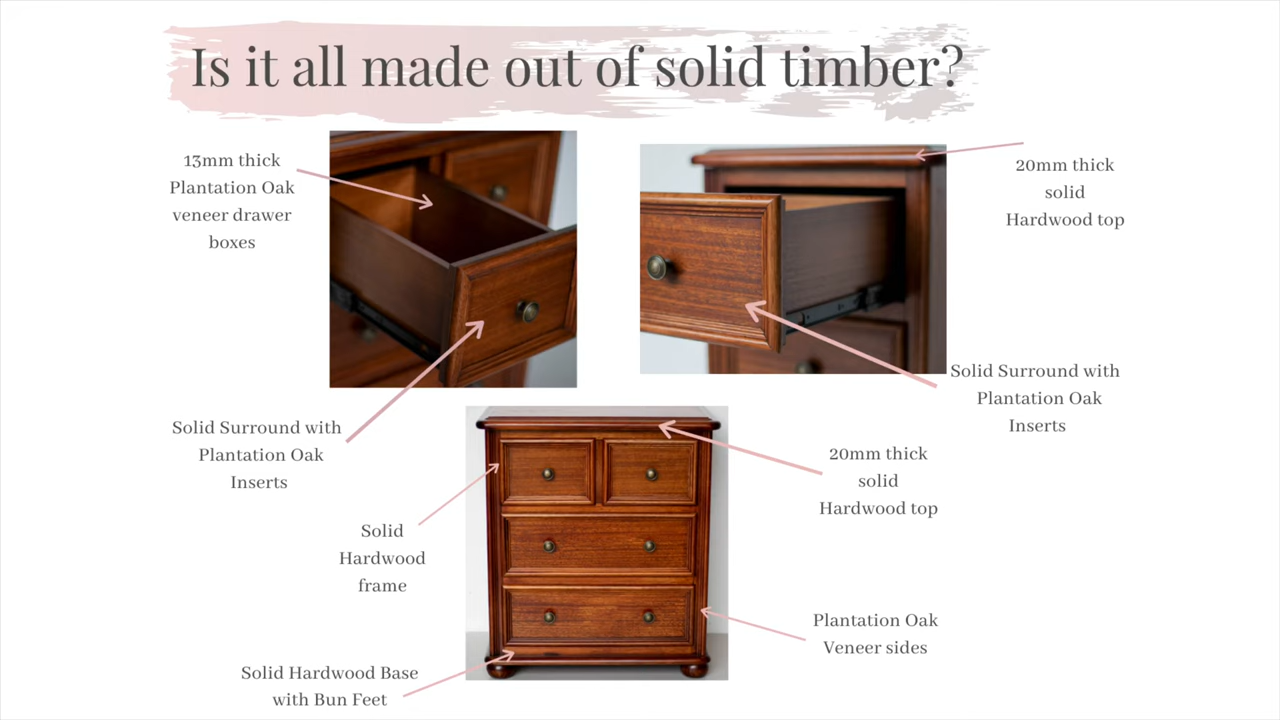 Is it all made out of solid timber?
13mm thick
Plantation Oak
veneer drawer
boxes
20mm thick
solid
Hardwood top
Solid Surround with
Plantation Oak
Inserts
Solid Surround with
Plantation Oak
Inserts
20mm thick
solid
Hardwood top
Solid
Hardwood
frame
Plantation Oak
Veneer sides
Solid Hardwood Base
with Bun Feet